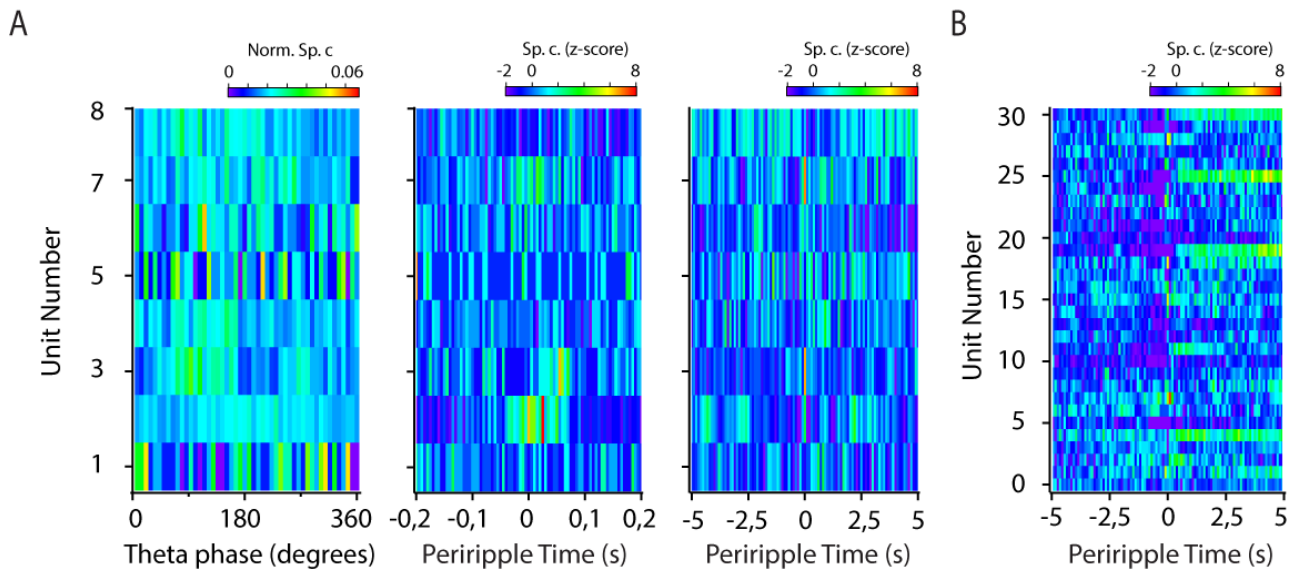 A
B
Norm. Sp. c
0 0.06
Sp. c. (z-score)
-2 0 8
Sp. c. (z-score)
-2 0 8
Sp. c. (z-score)
-2 0 8
Unit Number
8
7
5
3
1
0 180 360
Theta phase (degrees)
-0,2 -0,1 0 0,1 0,2
Periripple Time (s)
-5 -2,5 0 2,5 5
Periripple Time (s)
Unit Number
30
25
20
15
10
5
0
-5 -2,5 0 2,5 5
Periripple Time (s)